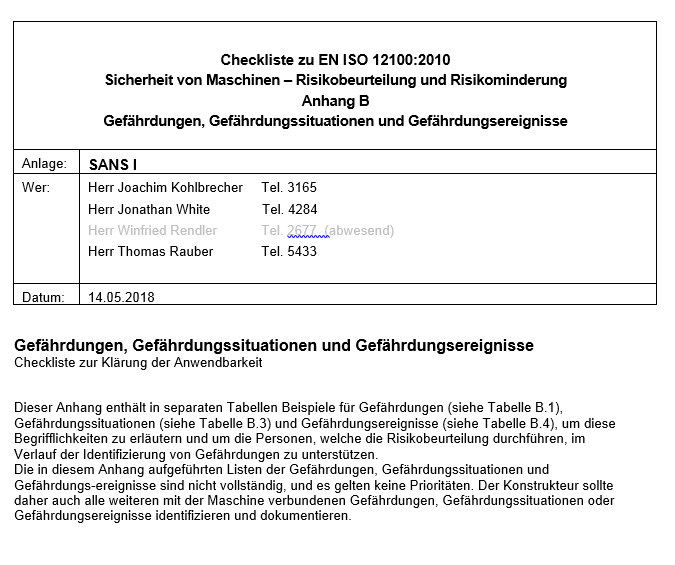 Checkliste zu EN ISO 12100:2010
Sicherheit von Maschinen – Risikobeurteilung und Risikominderung
Anhang B
Gefährdungen, Gefährdungssituationen und Gefährdungsereignisse
Anlage: SANS I
Wer: Herr Joachim Kohlbrecher Tel. 3165
Herr Jonathan White Tel. 4284
Herr Winfried Rendler Tel. 2677 (abwesend)
Herr Thomas Rauber Tel. 5433
Datum: 14.05.2018
Gefährdungen, Gefährdungssituationen und Gefährdungsereignisse
Checkliste zur Klärung der Anwendbarkeit
Dieser Anhang enthält in separaten Tabellen Beispiele für Gefährdungen (siehe Tabelle B.1),
Gefährdungssituationen (siehe Tabelle B.3) und Gefährdungsereignisse (siehe Tabelle B.4), um diese
Begrifflichkeiten zu erläutern und um die Personen, welche die Risikobeurteilung durchführen, im
Verlauf der Identifizierung von Gefährdungen zu unterstützen.
Die in diesem Anhang aufgeführten Listen der Gefährdungen, Gefährdungssituationen und
Gefährdungs-ereignisse sind nicht vollständig, und es gelten keine Prioritäten. Der Konstrukteur sollte
daher auch alle weiteren mit der Maschine verbundenen Gefährdungen, Gefährdungssituationen oder
Gefährdungsereignisse identifizieren und dokumentieren.